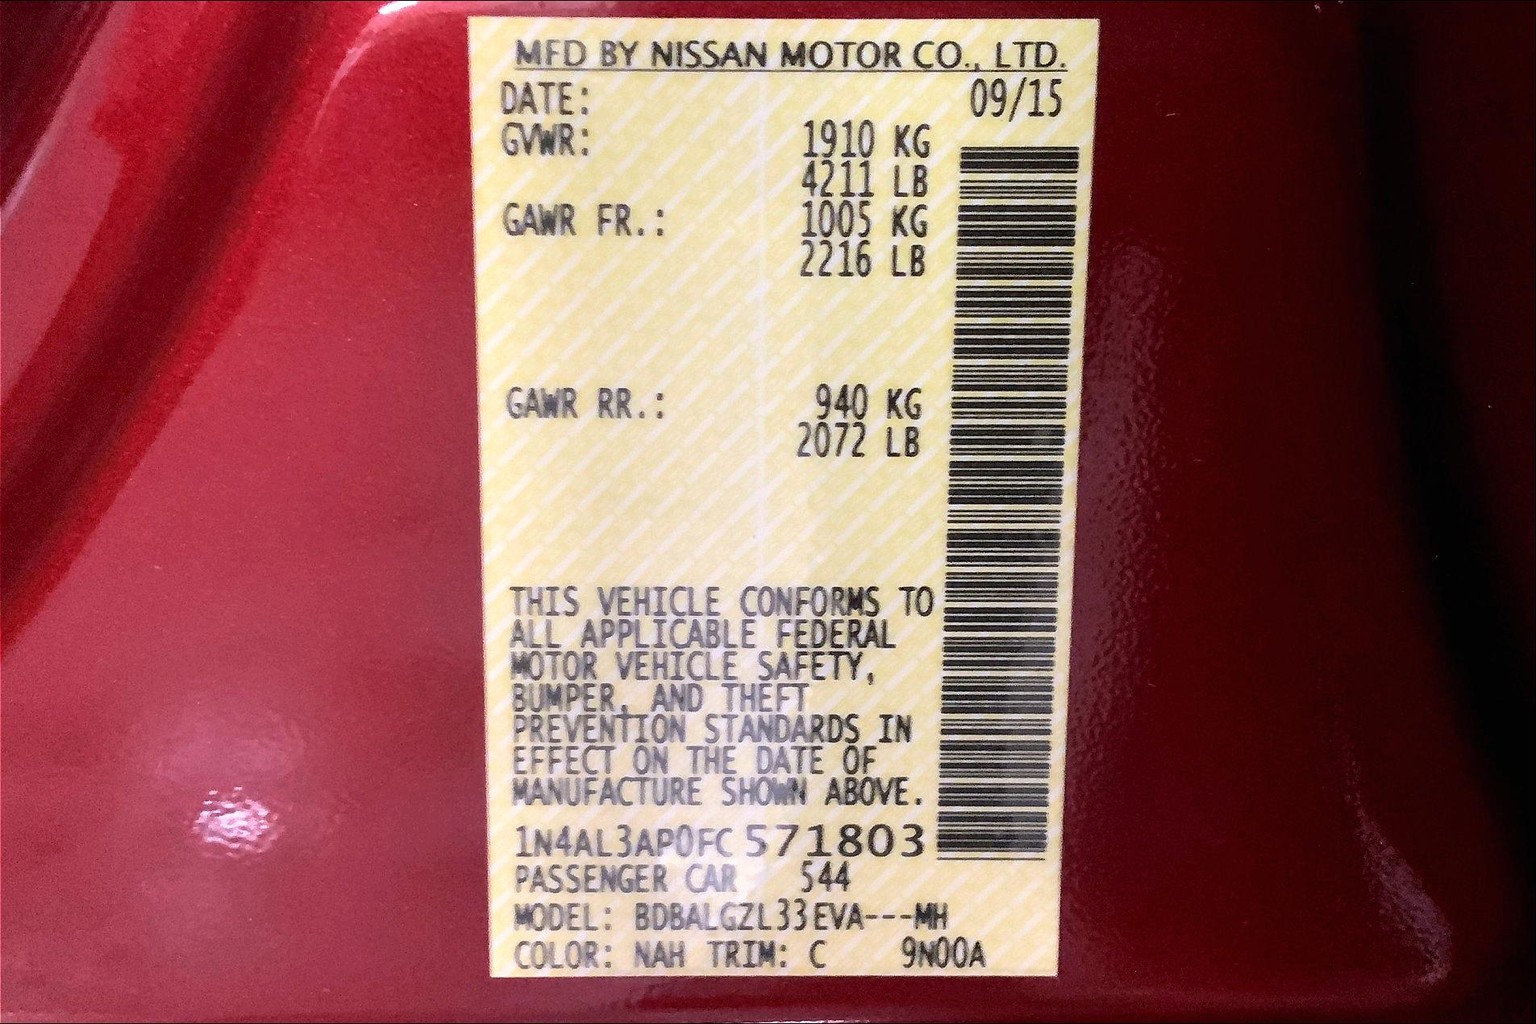 MFD BY NISSAN MOTOR CO., LTD.
DATE: 09/15
GVWR: 1910 KG
4211 LB
GAWR FR.: 1005 KG
2216 LB
GAWR RR.: 940 KG
2072 LB
THIS VEHICLE CONFORMS TO
ALL APPLICABLE FEDERAL
MOTOR VEHICLE SAFETY,
BUMPER, AND THEFT
PREVENTION STANDARDS IN
EFFECT ON THE DATE OF
MANUFACTURE SHOWN ABOVE.
1N4AL3AP0FC571803
PASSENGER CAR 544
MODEL: BDBALGZL33EVA---MH
COLOR: NAH TRIM: C 9N00A